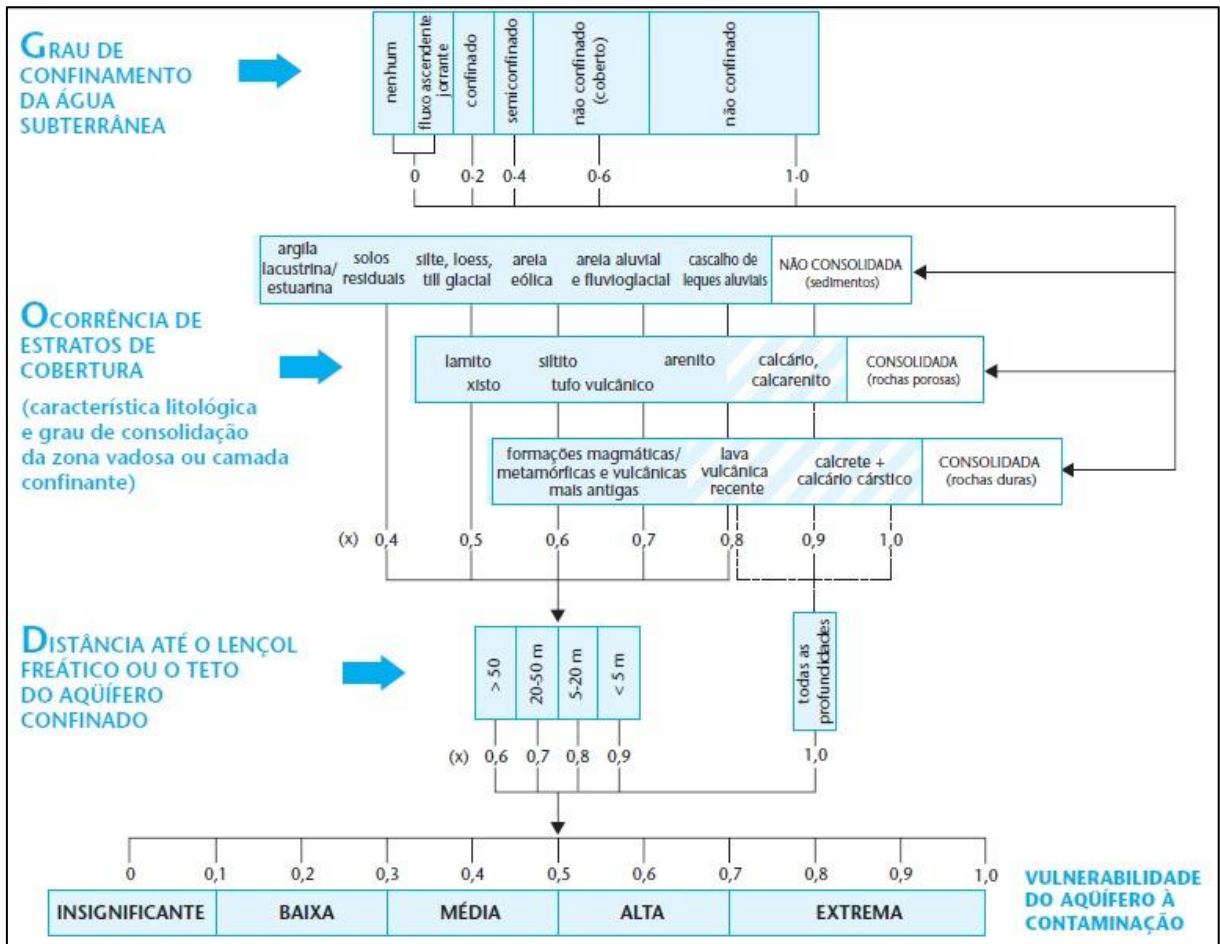 GRAU DE
CONFINAMENTO
DA ÁGUA
SUBTERRÂNEA
nenhum
fluxo ascendente
jorrante
confinado
semiconfinado
não confinado
(coberto)
não confinado
0
0·2
0·4
0·6
1·0
OCORRÊNCIA DE
ESTRATOS DE
COBERTURA
(característica litológica
e grau de consolidação
da zona vadosa ou camada
confinante)
argila
lacustrina/
estuarina
solos
residuais
silte, loess,
till glacial
areia
eólica
areia aluvial
e fluvioglacial
cascalho de
leques aluviais
NÃO CONSOLIDADA
(sedimentos)
lamito
xisto
siltito
tufo vulcânico
arenito
calcário,
calcarenito
CONSOLIDADA
(rochas porosas)
formações magmáticas/
metamórficas e vulcânicas
mais antigas
lava
vulcânica
recente
calcrete +
calcário cárstico
CONSOLIDADA
(rochas duras)
(x) 0,4 0,5 0,6 0,7 0,8 0,9 1,0
DISTÂNCIA ATÉ O LENÇOL
FREÁTICO OU O TETO
DO AQÜÍFERO
CONFINADO
> 50
20-50 m
5-20 m
< 5 m
todas as
profundidades
(x) 0,6 0,7 0,8 0,9 1,0
0 0,1 0,2 0,3 0,4 0,5 0,6 0,7 0,8 0,9 1,0
INSIGNIFICANTE BAIXA MÉDIA ALTA EXTREMA
VULNERABILIDADE
DO AQÜÍFERO À
CONTAMINAÇÃO